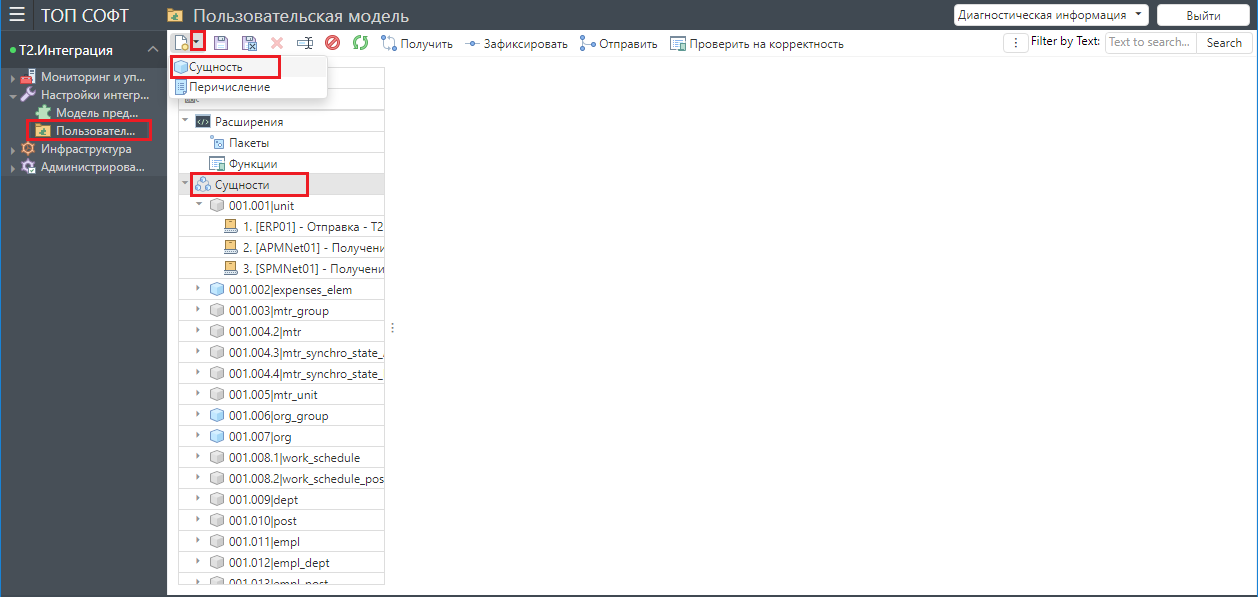 ТОП СОФТ
Пользовательская модель
Диагностическая информация
Выйти
Т2.Интеграция
Мониторинг и уп...
Настройки интегр...
Модель пред...
Пользовател...
Инфраструктура
Администрирова...
Получить
Зафиксировать
Отправить
Проверить на корректность
Filter by Text:
Text to search...
Search
Сущность
Перечисление
Расширения
Пакеты
Функции
Сущности
001.001|unit
1. [ERP01] - Отправка - T2
2. [APMNet01] - Получени
3. [SPMNet01] - Получени
001.002|expenses_elem
001.003|mtr_group
001.004.2|mtr
001.004.3|mtr_synchro_state_
001.004.4|mtr_synchro_state_
001.005|mtr_unit
001.006|org_group
001.007|org
001.008.1|work_schedule
001.008.2|work_schedule_pos
001.009|dept
001.010|post
001.011|empl
001.012|empl_dept
001.013|empl_post